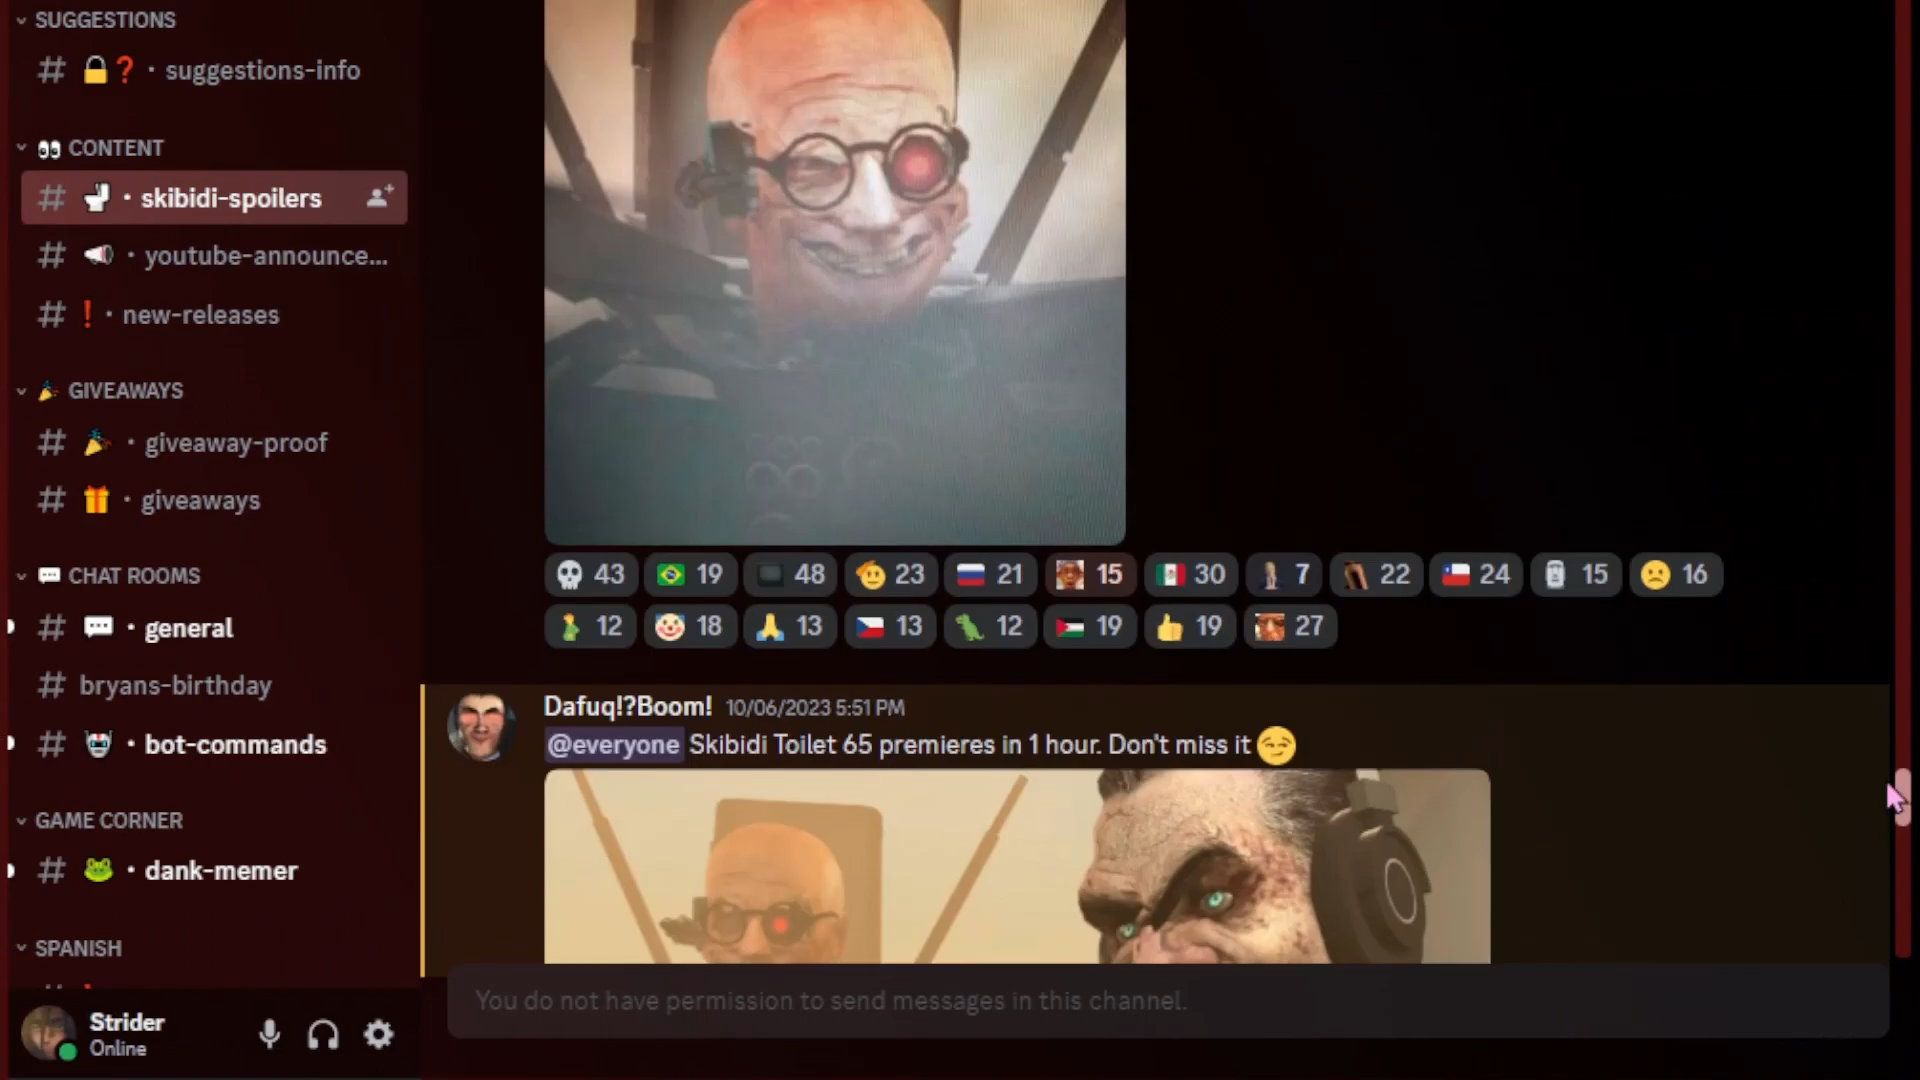 SUGGESTIONS
suggestions-info
CONTENT
skibidi-spoilers
youtube-announce...
new-releases
GIVEAWAYS
giveaway-proof
giveaways
CHAT ROOMS
general
bryans-birthday
bot-commands
GAME CORNER
dank-memer
SPANISH
Strider
Online
43 19 48 23 21 15 30 7 22 24 15 16
12 18 13 13 12 19 19 27
Dafuq!?Boom! 10/06/2023 5:51 PM
@everyone Skibidi Toilet 65 premieres in 1 hour. Don't miss it
You do not have permission to send messages in this channel.